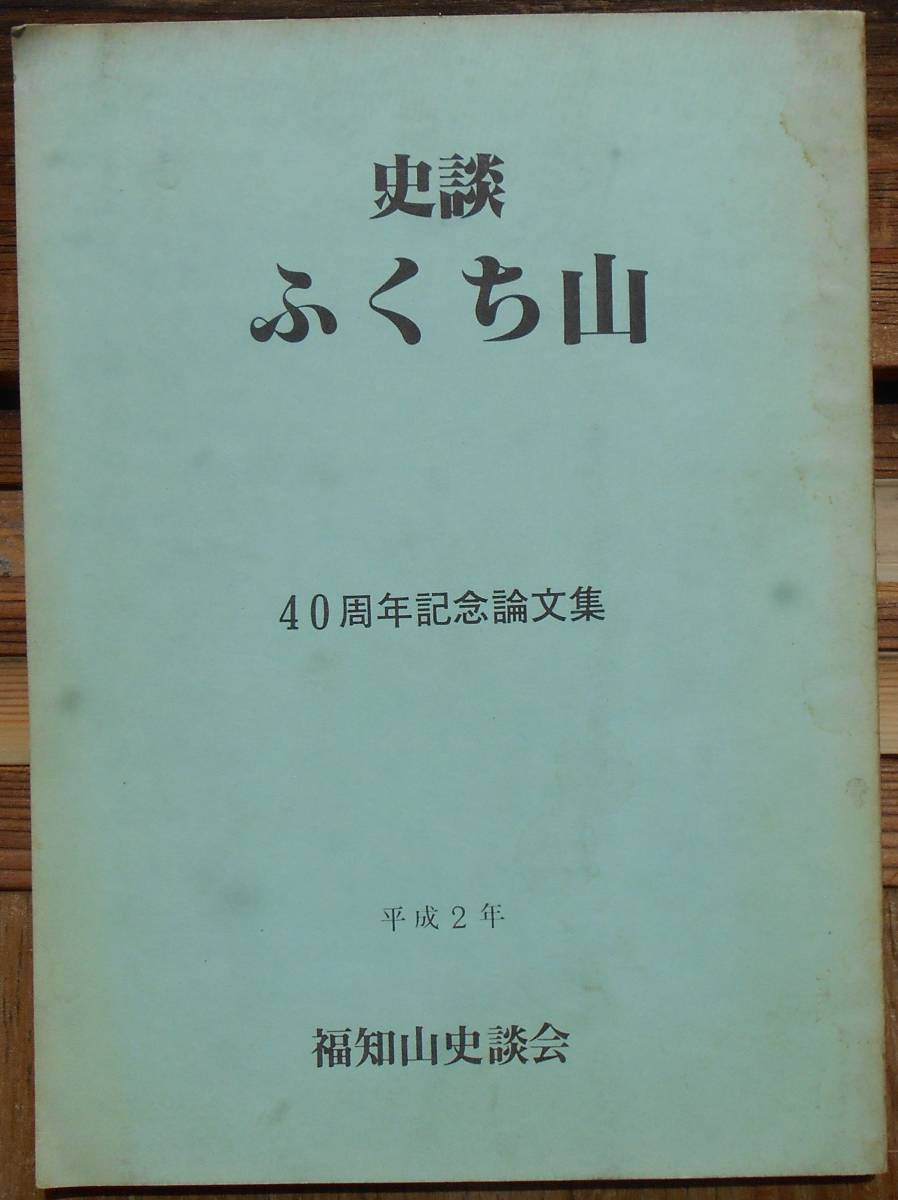 史談
ふくち山
40周年記念論文集
平成2年
福知山史談会